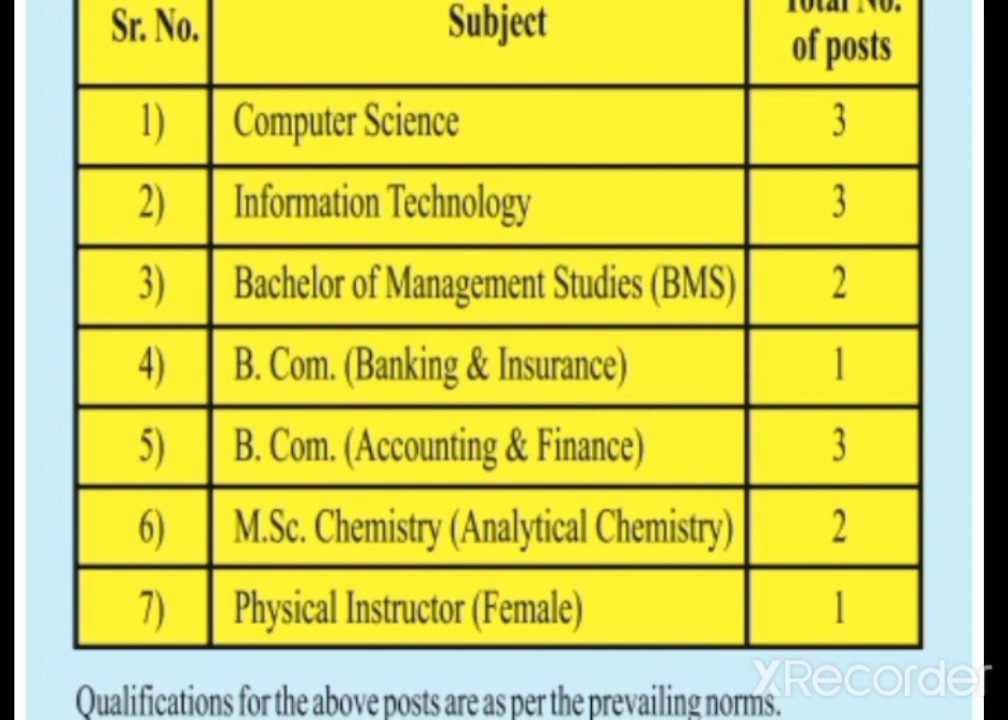 Sr. No. Subject Total No. of posts
1) Computer Science 3
2) Information Technology 3
3) Bachelor of Management Studies (BMS) 2
4) B. Com. (Banking & Insurance) 1
5) B. Com. (Accounting & Finance) 3
6) M.Sc. Chemistry (Analytical Chemistry) 2
7) Physical Instructor (Female) 1
Qualifications for the above posts are as per the prevailing norms.
XRecorder